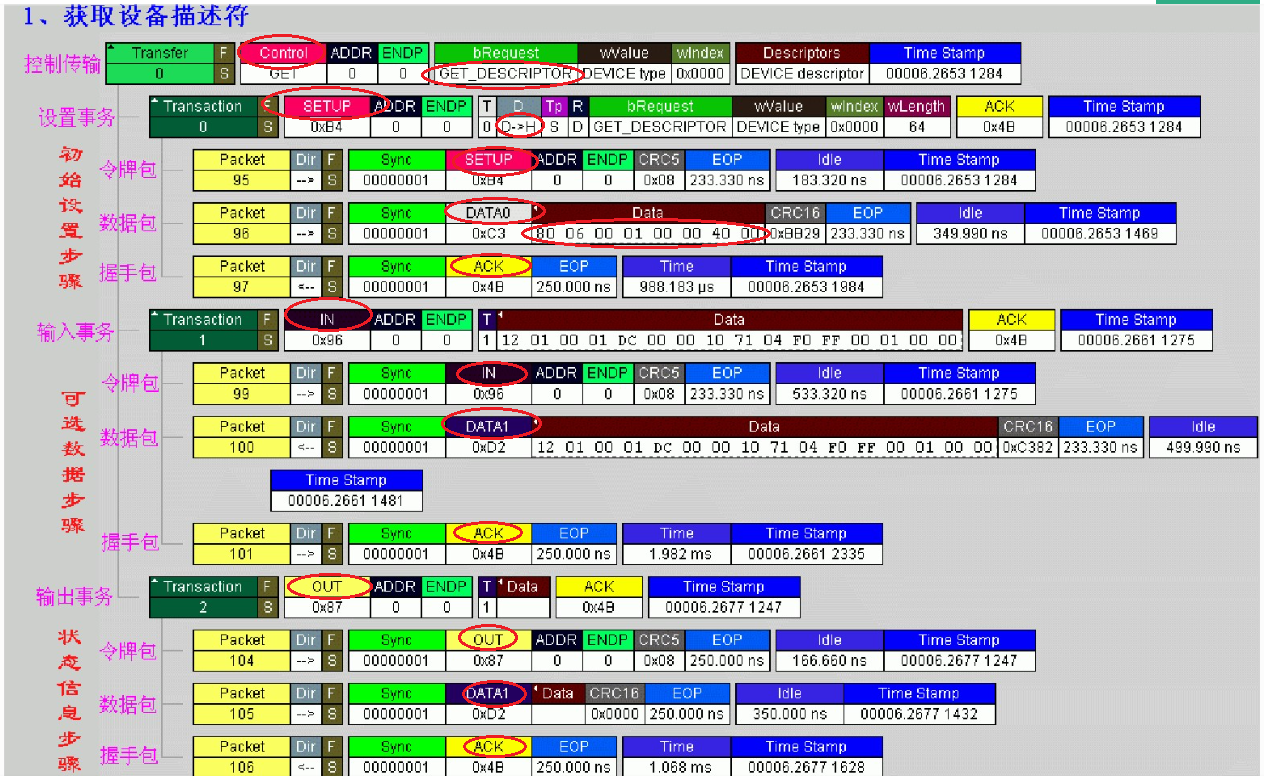 1、获取设备描述符
控制传输 Transfer F Control ADDR ENDP bRequest wValue wIndex Descriptors Time Stamp
0 S GET 0 0 GET_DESCRIPTOR DEVICE type 0x0000 DEVICE descriptor 00006.2653 1284
设置事务 Transaction F SETUP ADDR ENDP T D Tp R bRequest wValue wIndex wLength ACK Time Stamp
0 S 0xB4 0 0 0 D->H S D GET_DESCRIPTOR DEVICE type 0x0000 64 0x4B 00006.2653 1284
初始设置步骤
令牌包 Packet Dir F Sync SETUP ADDR ENDP CRC5 EOP Idle Time Stamp
95 --> S 00000001 0xB4 0 0 0x08 233.330 ns 183.320 ns 00006.2653 1284
数据包 Packet Dir F Sync DATA0 Data CRC16 EOP Idle Time Stamp
96 --> S 00000001 0xC3 80 06 00 01 00 00 40 00 0xBB29 233.330 ns 349.990 ns 00006.2653 1469
握手包 Packet Dir F Sync ACK EOP Time Time Stamp
97 <-- S 00000001 0x4B 250.000 ns 988.183 µs 00006.2653 1984
输入事务 Transaction F IN ADDR ENDP T Data ACK Time Stamp
1 S 0x96 0 0 1 12 01 00 01 DC 00 00 10 71 04 F0 FF 00 01 00 00 0x4B 00006.2661 1275
可选数据步骤
令牌包 Packet Dir F Sync IN ADDR ENDP CRC5 EOP Idle Time Stamp
99 --> S 00000001 0x96 0 0 0x08 233.330 ns 533.320 ns 00006.2661 1275
数据包 Packet Dir F Sync DATA1 Data CRC16 EOP Idle
100 <-- S 00000001 0xD2 12 01 00 01 DC 00 00 10 71 04 F0 FF 00 01 00 00 0xC382 233.330 ns 499.990 ns
Time Stamp
00006.2661 1481
握手包 Packet Dir F Sync ACK EOP Time Time Stamp
101 --> S 00000001 0x4B 250.000 ns 1.982 ms 00006.2661 2335
输出事务 Transaction F OUT ADDR ENDP T Data ACK Time Stamp
2 S 0x87 0 0 1 0x4B 00006.2677 1247
状态信息步骤
令牌包 Packet Dir F Sync OUT ADDR ENDP CRC5 EOP Idle Time Stamp
104 --> S 00000001 0x87 0 0 0x08 250.000 ns 166.660 ns 00006.2677 1247
数据包 Packet Dir F Sync DATA1 Data CRC16 EOP Idle Time Stamp
105 --> S 00000001 0xD2 0x0000 250.000 ns 350.000 ns 00006.2677 1432
握手包 Packet Dir F Sync ACK EOP Time Time Stamp
106 <-- S 00000001 0x4B 250.000 ns 1.068 ms 00006.2677 1628